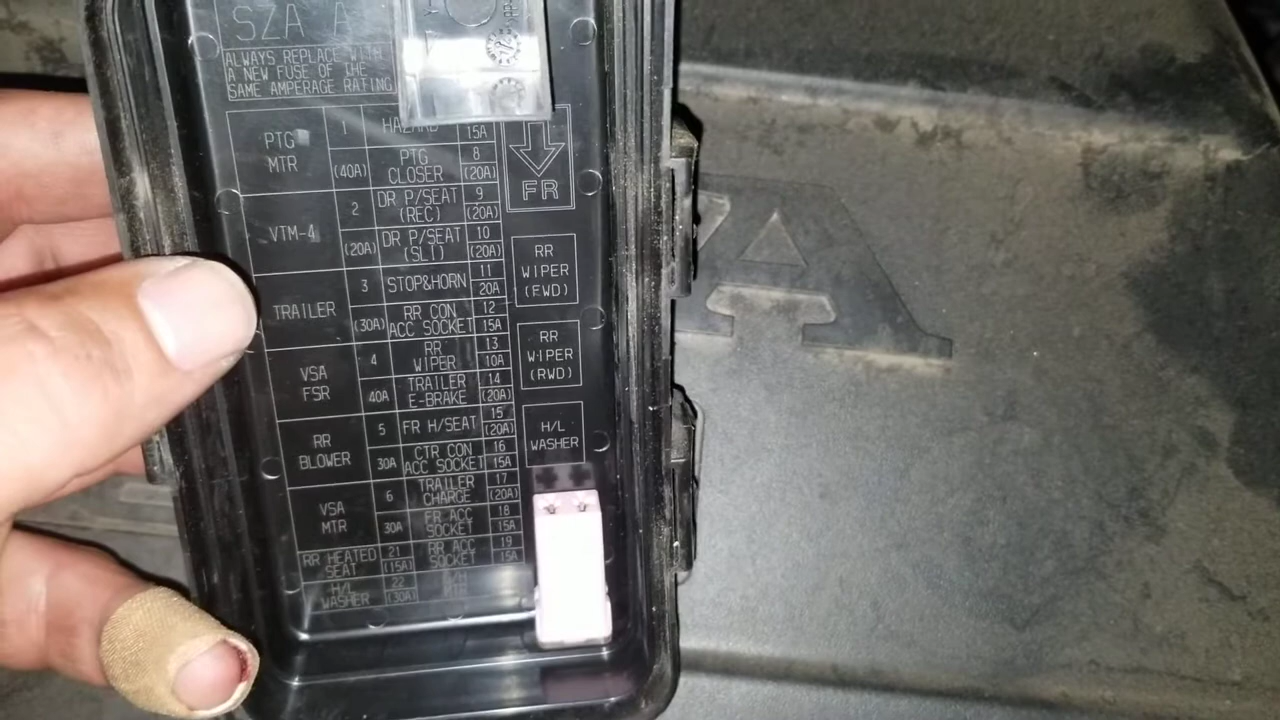 SZA A
ALWAYS REPLACE WITH
A NEW FUSE OF THE
SAME AMPERAGE RATING
PTG
MTR
1
(40A)
HAZARD
15A
PTG
CLOSER
8
(20A)
VTM-4
2
(20A)
DR P/SEAT
(REC)
9
(20A)
DR P/SEAT
(SLI)
10
(20A)
TRAILER
3
(30A)
STOP&HORN
11
20A
RR CON
ACC SOCKET
12
15A
VSA
FSR
4
40A
RR
WIPER
13
10A
TRAILER
E-BRAKE
14
(20A)
RR
BLOWER
5
30A
FR H/SEAT
15
(20A)
CTR CON
ACC SOCKET
16
15A
VSA
MTR
6
30A
TRAILER
CHARGE
17
(20A)
FR ACC
SOCKET
18
15A
RR HEATED
SEAT
21
(15A)
RR ACC
SOCKET
19
15A
H/L
WASHER
22
(30A)
FR
RR
WIPER
(FWD)
RR
WIPER
(RWD)
H/L
WASHER
A